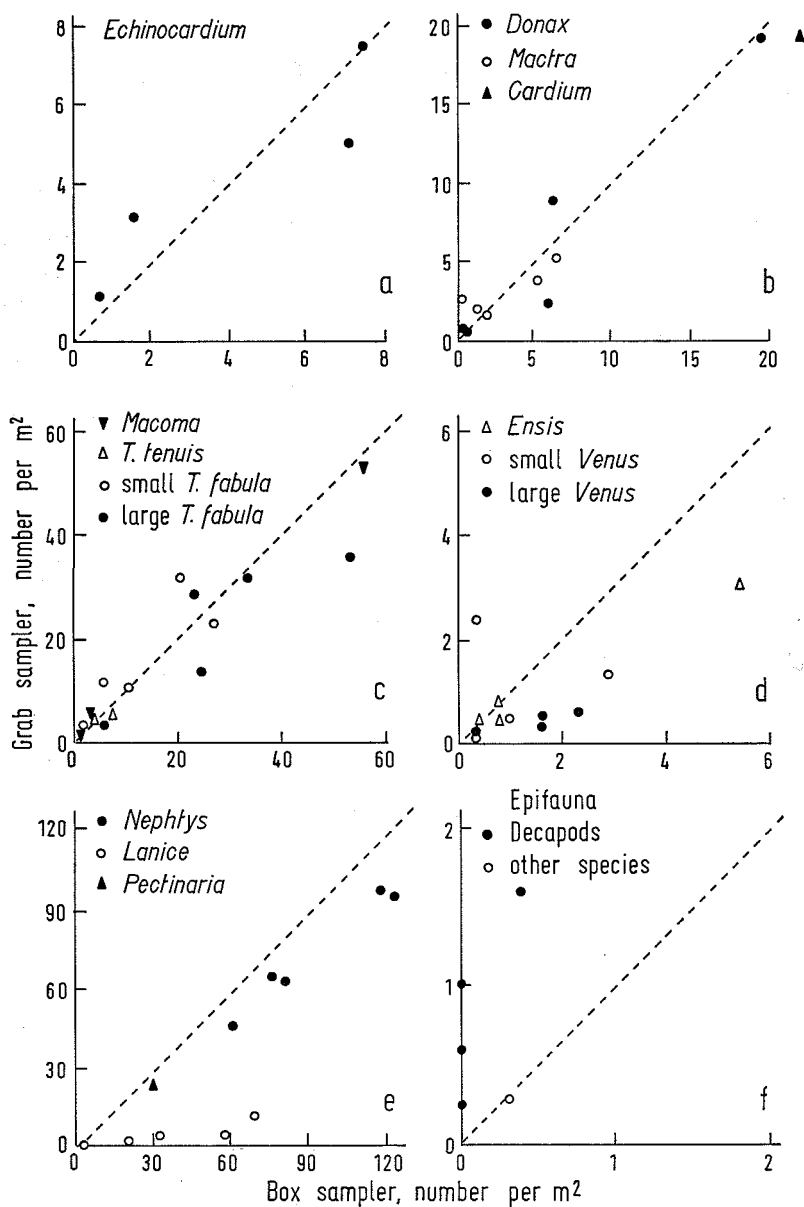 Echinocardium
8
6
4
2
0
0 2 4 6 8
a
Donax
Mactra
Cardium
20
15
10
5
0
0 5 10 15 20
b
Grab sampler, number per m²
Macoma
T. tenuis
small T. fabula
large T. fabula
60
40
20
0
0 20 40 60
c
Ensis
small Venus
large Venus
6
4
2
0
0 2 4 6
d
Nephtys
Lanice
Pectinaria
120
90
60
30
0
0 30 60 90 120
e
Epifauna
Decapods
other species
2
1
0
0 1 2
f
Box sampler, number per m²